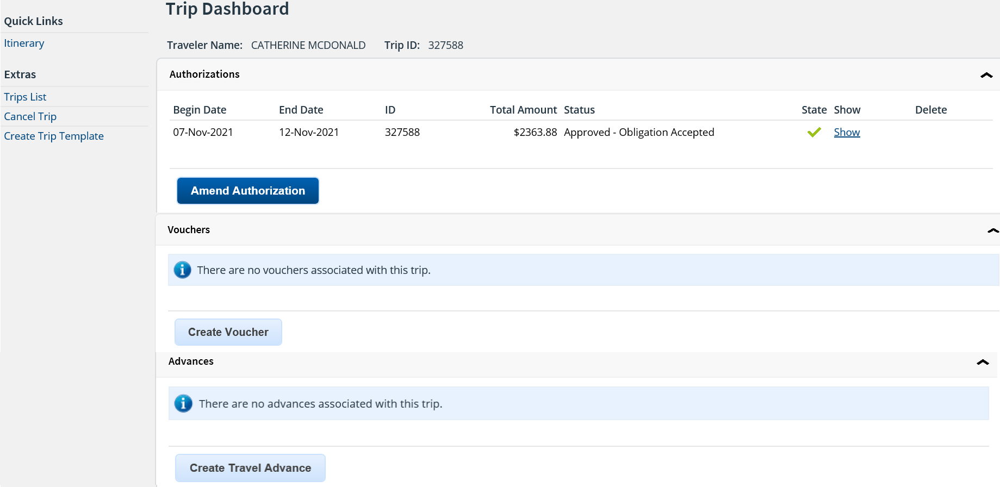 Trip Dashboard
Quick Links
Itinerary
Extras
Trips List
Cancel Trip
Create Trip Template
Traveler Name: CATHERINE MCDONALD Trip ID: 327588
Authorizations
Begin Date End Date ID Total Amount Status State Show Delete
07-Nov-2021 12-Nov-2021 327588 $2363.88 Approved - Obligation Accepted Show
Amend Authorization
Vouchers
There are no vouchers associated with this trip.
Create Voucher
Advances
There are no advances associated with this trip.
Create Travel Advance